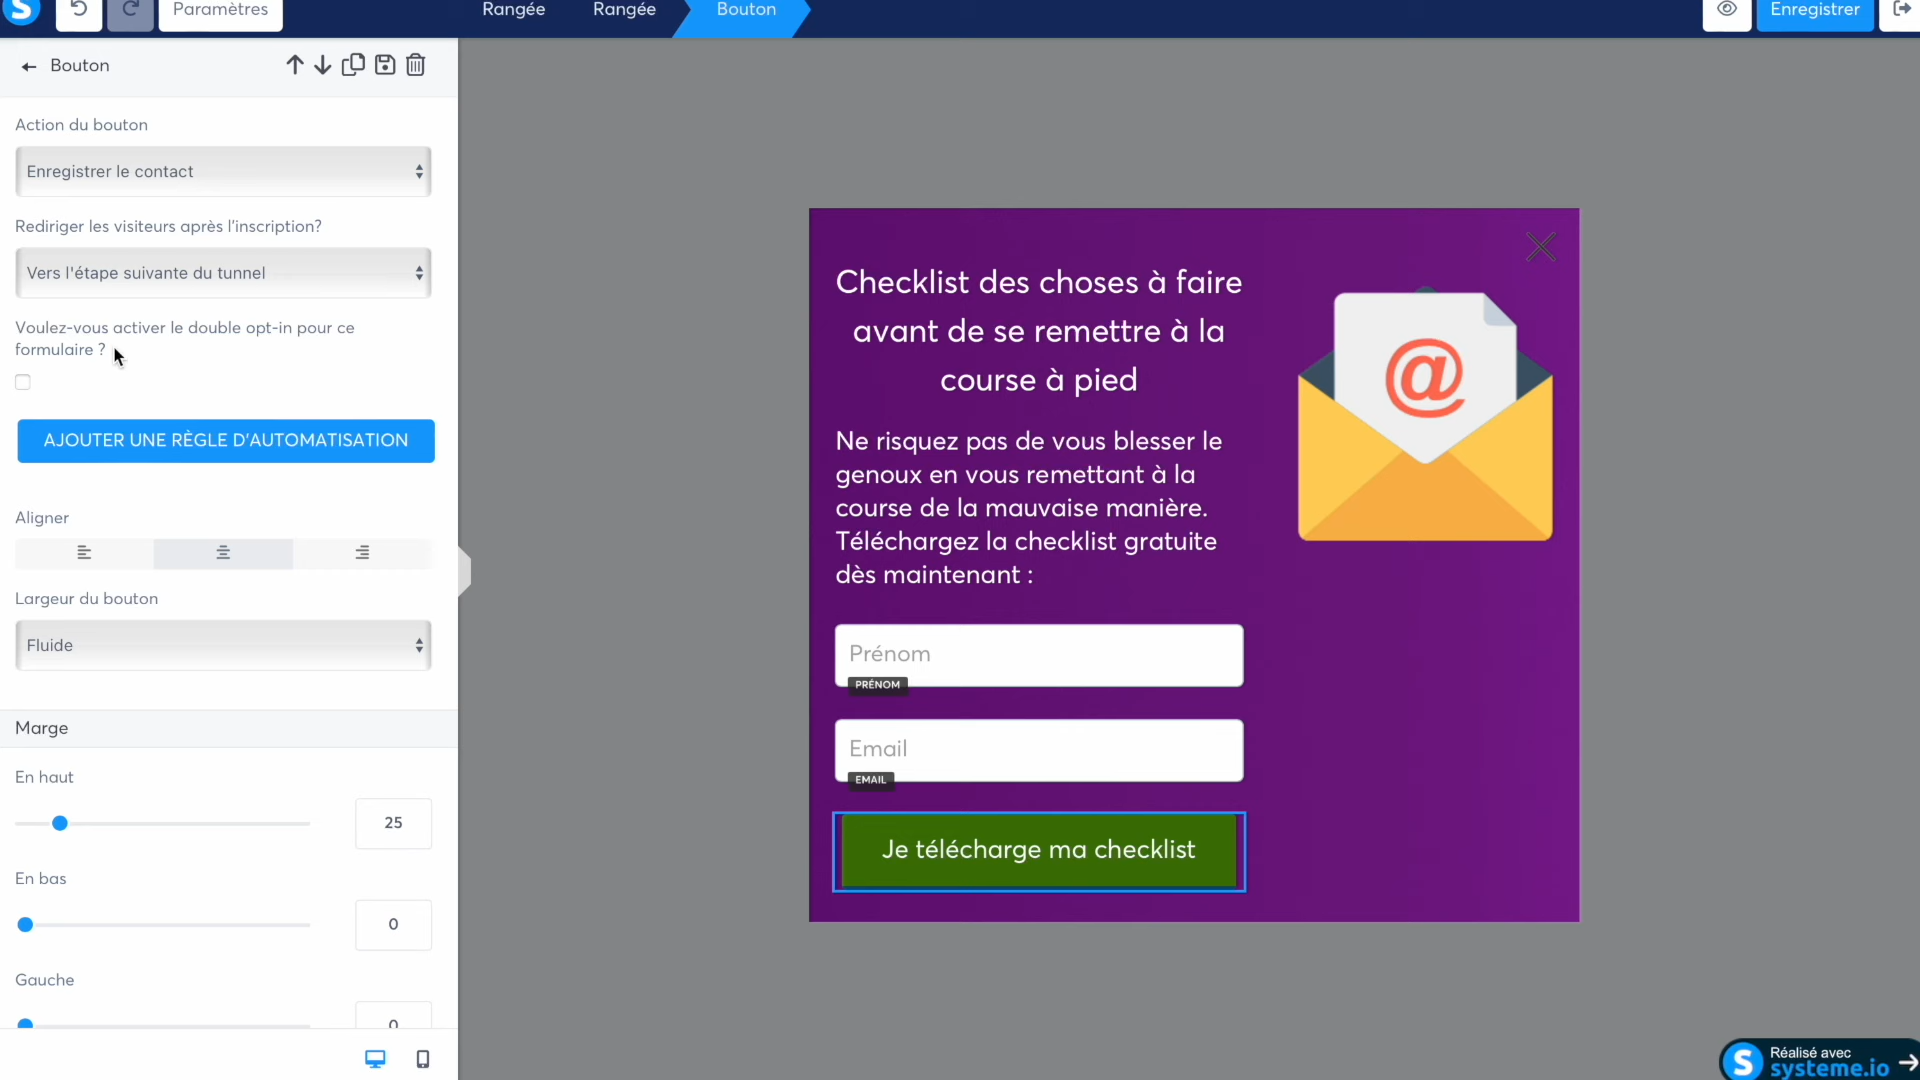 Paramètres
Rangée
Rangée
Bouton
Enregistrer
Bouton
Action du bouton
Enregistrer le contact
Rediriger les visiteurs après l'inscription?
Vers l'étape suivante du tunnel
Voulez-vous activer le double opt-in pour ce
formulaire ?
AJOUTER UNE RÈGLE D'AUTOMATISATION
Aligner
Largeur du bouton
Fluide
Marge
En haut
25
En bas
0
Gauche
0
Checklist des choses à faire
avant de se remettre à la
course à pied
@
Ne risquez pas de vous blesser le
genoux en vous remettant à la
course de la mauvaise manière.
Téléchargez la checklist gratuite
dès maintenant :
Prénom
PRÉNOM
Email
EMAIL
Je télécharge ma checklist
S Réalisé avec
systeme.io